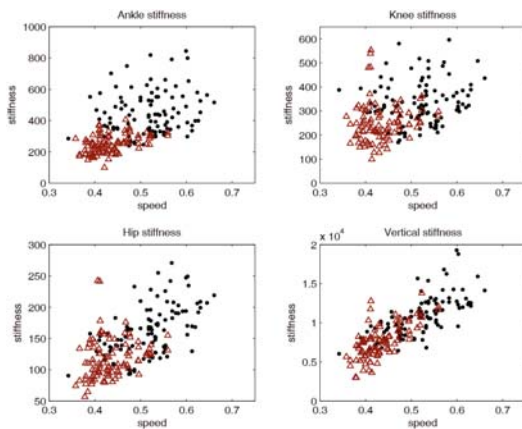 Ankle stiffness
1000
800
600
400
200
0
stiffness
0.3 0.4 0.5 0.6 0.7
speed
Knee stiffness
600
500
400
300
200
100
0
stiffness
0.3 0.4 0.5 0.6 0.7
speed
Hip stiffness
300
250
200
150
100
50
stiffness
0.3 0.4 0.5 0.6 0.7
speed
x 10⁴ Vertical stiffness
2
1.5
1
0.5
0
stiffness
0.3 0.4 0.5 0.6 0.7
speed